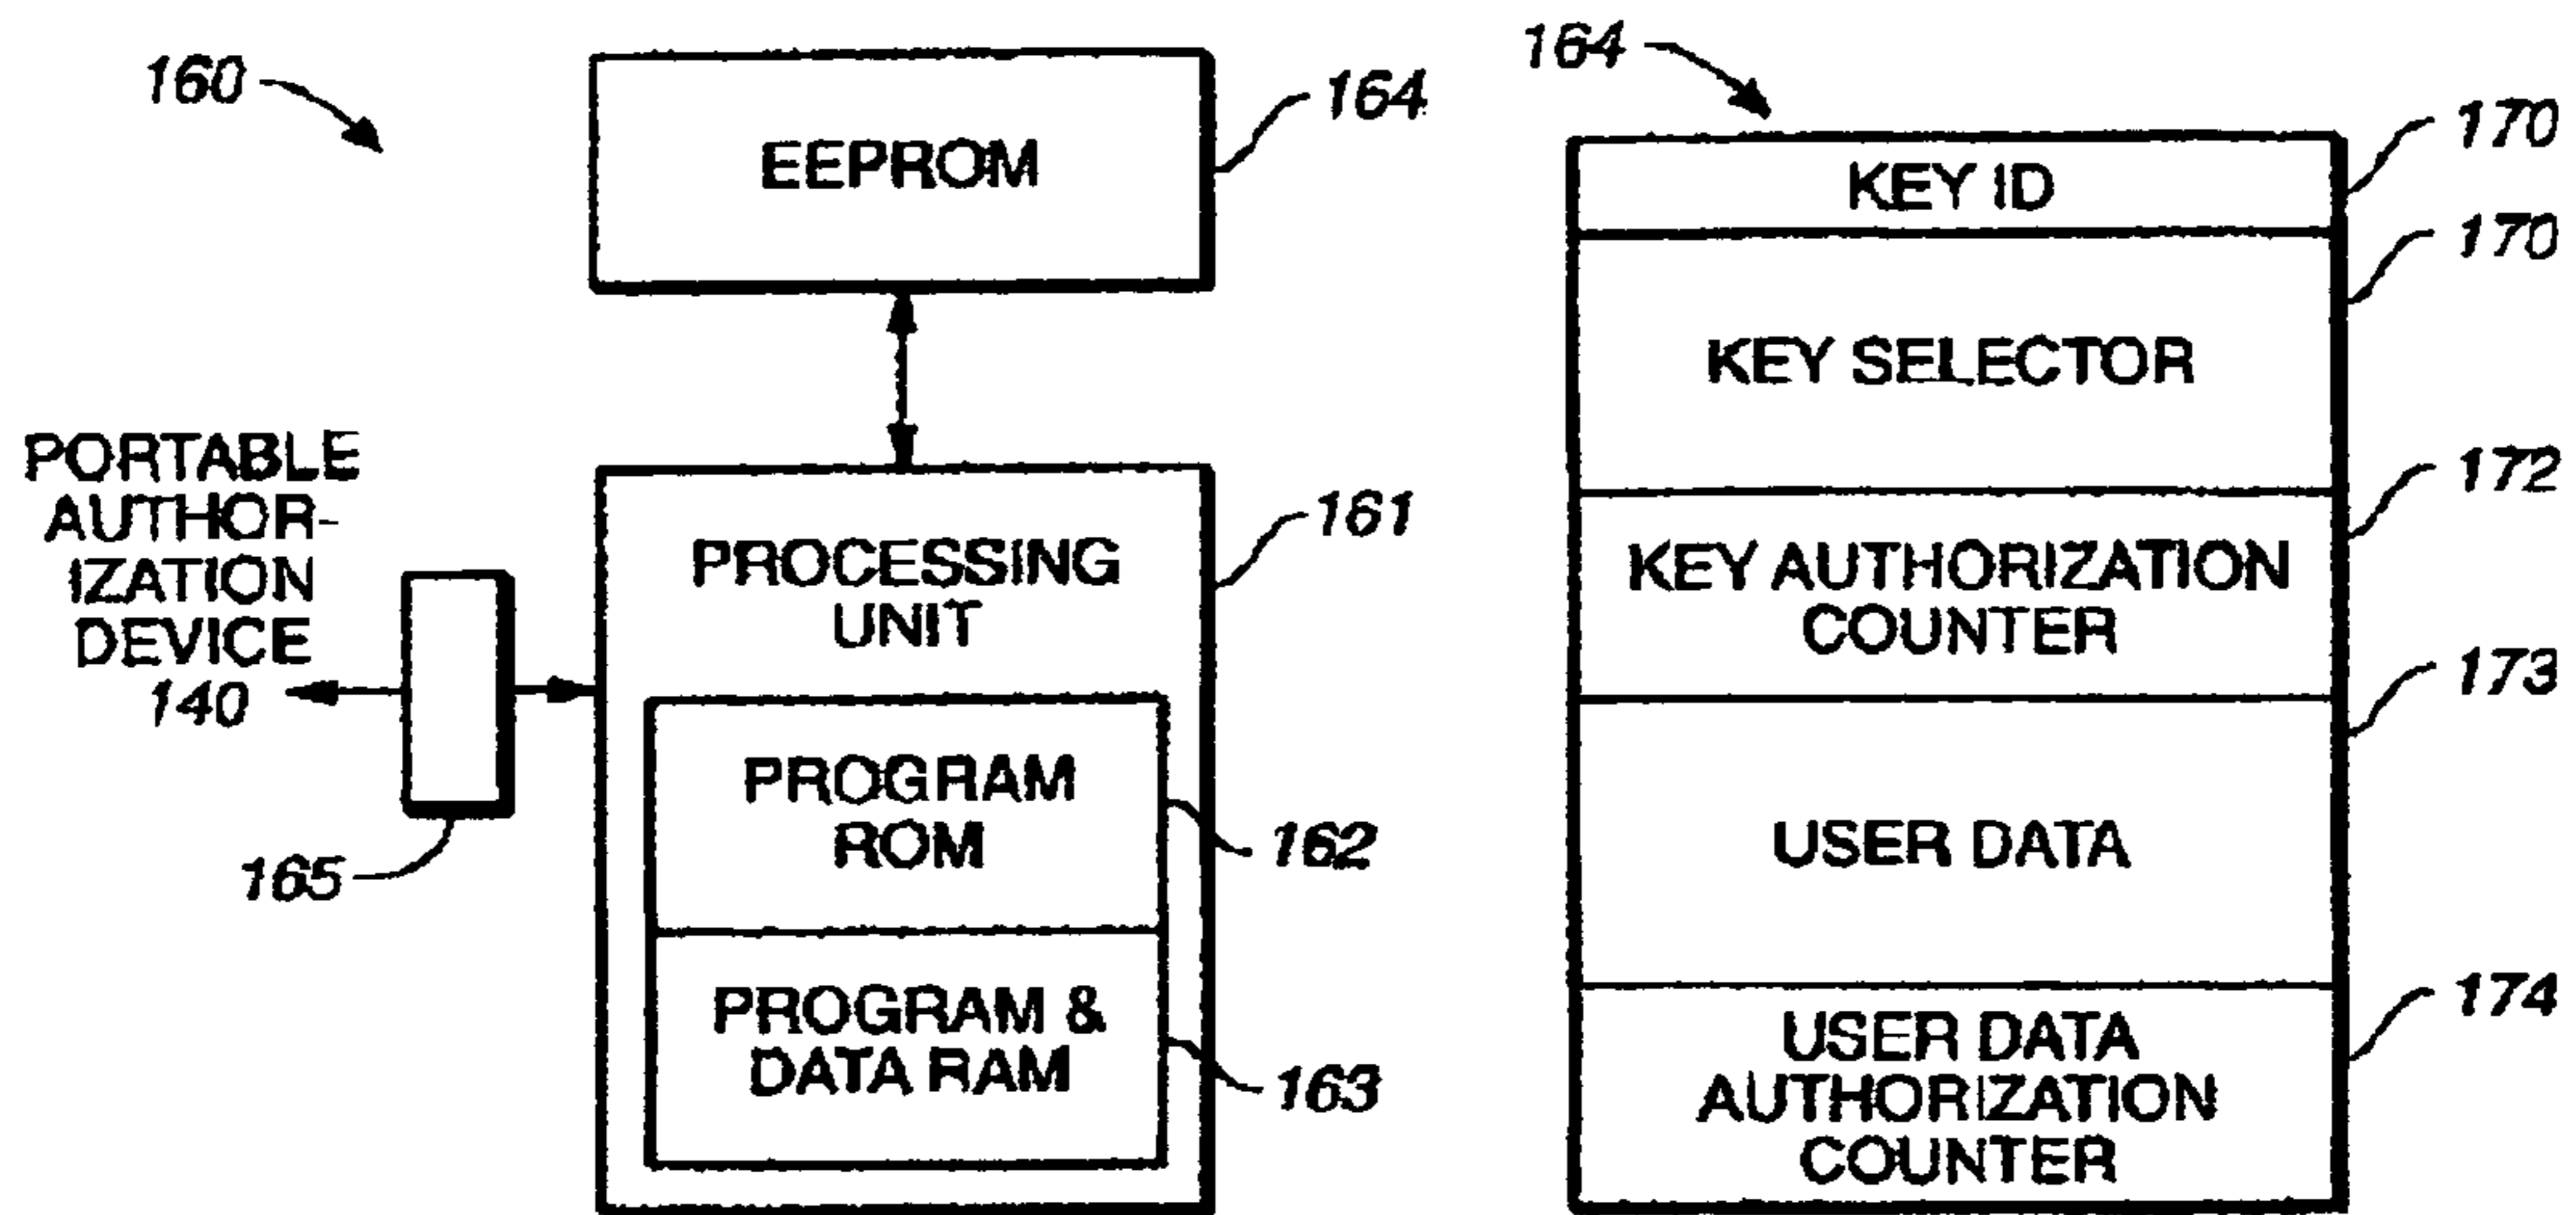 160
EEPROM
164
PORTABLE
AUTHOR-
IZATION
DEVICE
140
165
PROCESSING
UNIT
161
PROGRAM
ROM
162
PROGRAM &
DATA RAM
163
164
KEY ID
170
KEY SELECTOR
170
KEY AUTHORIZATION
COUNTER
172
USER DATA
173
USER DATA
AUTHORIZATION
COUNTER
174